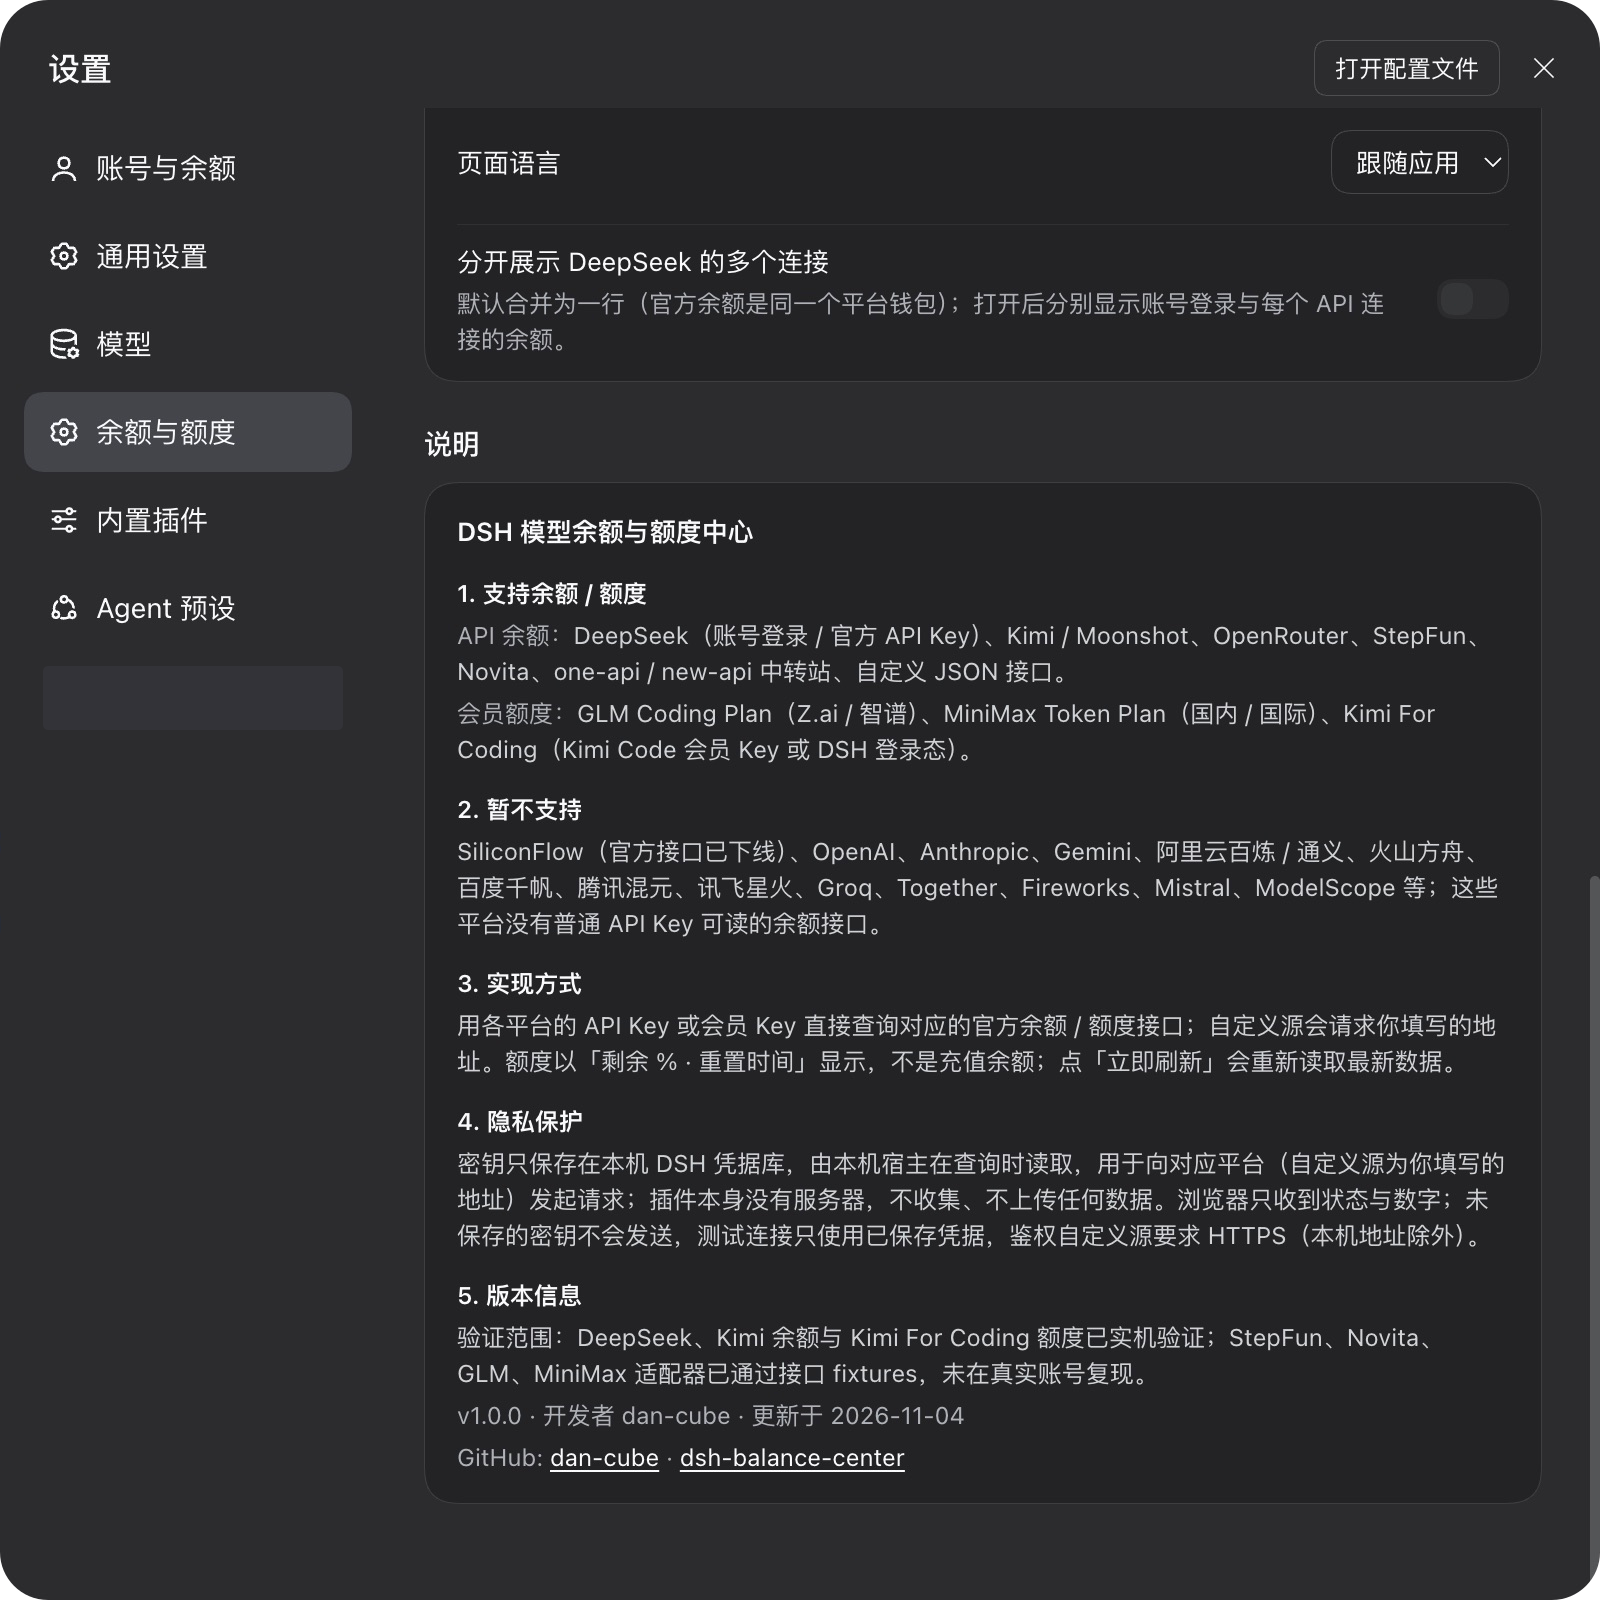 设置
打开配置文件
账号与余额
通用设置
模型
余额与额度
内置插件
Agent 预设
页面语言
跟随应用
分开展示 DeepSeek 的多个连接
默认合并为一行（官方余额是同一个平台钱包）；打开后分别显示账号登录与每个 API 连
接的余额。
说明
DSH 模型余额与额度中心
1. 支持余额 / 额度
API 余额：DeepSeek（账号登录 / 官方 API Key）、Kimi / Moonshot、OpenRouter、StepFun、
Novita、one-api / new-api 中转站、自定义 JSON 接口。
会员额度：GLM Coding Plan（Z.ai / 智谱）、MiniMax Token Plan（国内 / 国际）、Kimi For
Coding（Kimi Code 会员 Key 或 DSH 登录态）。
2. 暂不支持
SiliconFlow（官方接口已下线）、OpenAI、Anthropic、Gemini、阿里云百炼 / 通义、火山方舟、
百度千帆、腾讯混元、讯飞星火、Groq、Together、Fireworks、Mistral、ModelScope 等；这些
平台没有普通 API Key 可读的余额接口。
3. 实现方式
用各平台的 API Key 或会员 Key 直接查询对应的官方余额 / 额度接口；自定义源会请求你填写的地
址。额度以「剩余 % · 重置时间」显示，不是充值余额；点「立即刷新」会重新读取最新数据。
4. 隐私保护
密钥只保存在本机 DSH 凭据库，由本机宿主在查询时读取，用于向对应平台（自定义源为你填写的
地址）发起请求；插件本身没有服务器，不收集、不上传任何数据。浏览器只收到状态与数字；未
保存的密钥不会发送，测试连接只使用已保存凭据，鉴权自定义源要求 HTTPS（本机地址除外）。
5. 版本信息
验证范围：DeepSeek、Kimi 余额与 Kimi For Coding 额度已实机验证；StepFun、Novita、
GLM、MiniMax 适配器已通过接口 fixtures，未在真实账号复现。
v1.0.0 · 开发者 dan-cube · 更新于 2026-11-04
GitHub: dan-cube · dsh-balance-center